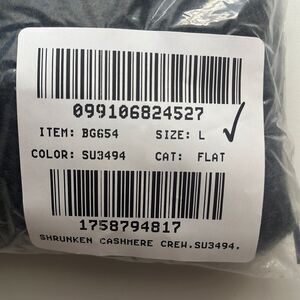 099106824527
ITEM: BG654 SIZE: L
COLOR: SU3494 CAT: FLAT
1758794817
SHRUNKEN CASHMERE CREW.SU3494.